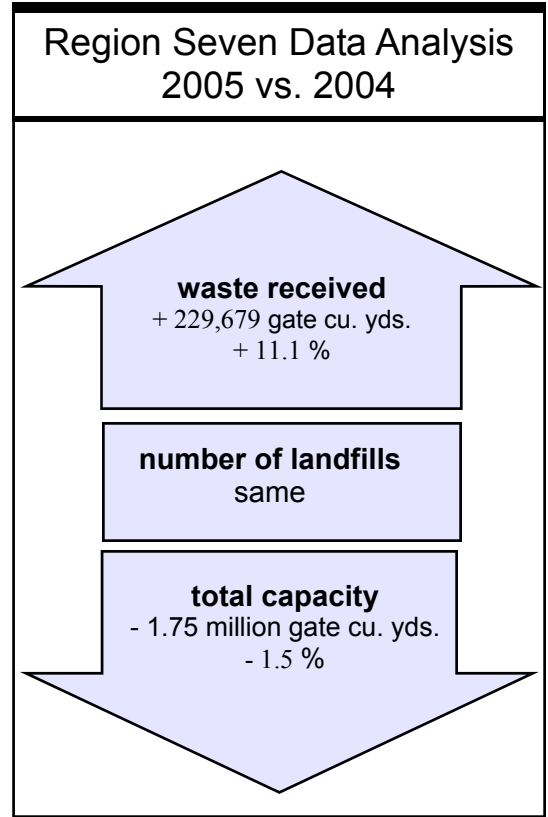 Region Seven Data Analysis
2005 vs. 2004
waste received
+ 229,679 gate cu. yds.
+ 11.1 %
number of landfills
same
total capacity
- 1.75 million gate cu. yds.
- 1.5 %